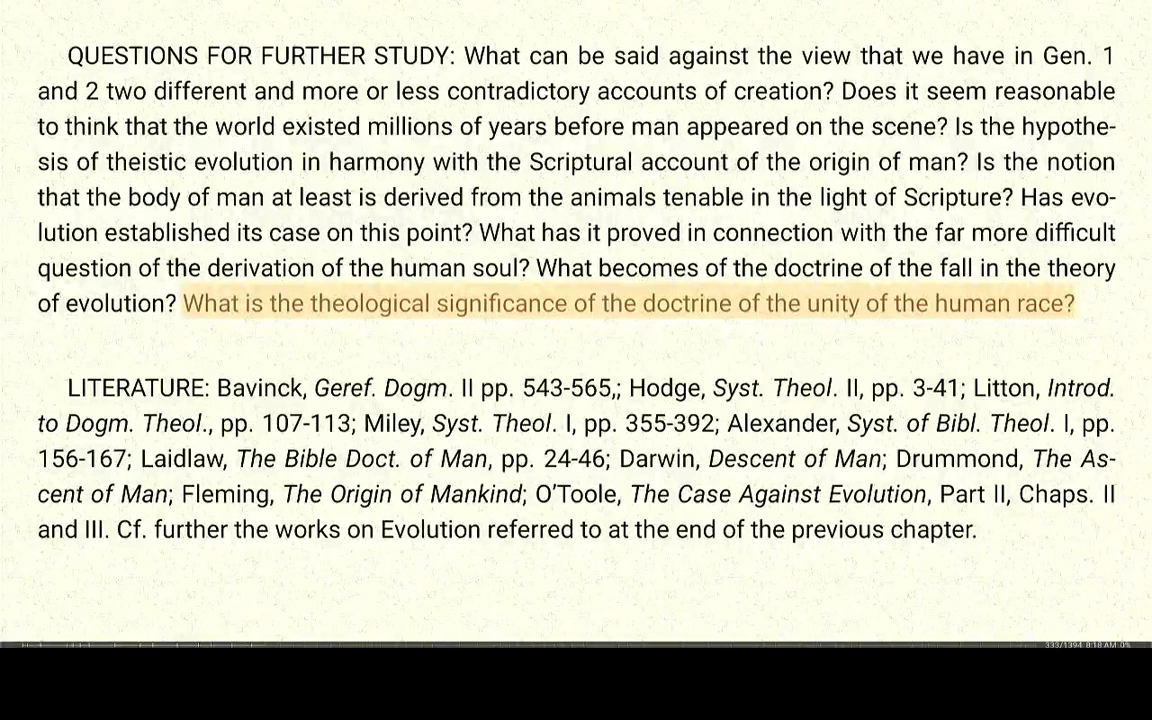 QUESTIONS FOR FURTHER STUDY: What can be said against the view that we have in Gen. 1
and 2 two different and more or less contradictory accounts of creation? Does it seem reasonable
to think that the world existed millions of years before man appeared on the scene? Is the hypothe-
sis of theistic evolution in harmony with the Scriptural account of the origin of man? Is the notion
that the body of man at least is derived from the animals tenable in the light of Scripture? Has evo-
lution established its case on this point? What has it proved in connection with the far more difficult
question of the derivation of the human soul? What becomes of the doctrine of the fall in the theory
of evolution? What is the theological significance of the doctrine of the unity of the human race?
LITERATURE: Bavinck, Geref. Dogm. II pp. 543-565,; Hodge, Syst. Theol. II, pp. 3-41; Litton, Introd.
to Dogm. Theol., pp. 107-113; Miley, Syst. Theol. I, pp. 355-392; Alexander, Syst. of Bibl. Theol. I, pp.
156-167; Laidlaw, The Bible Doct. of Man, pp. 24-46; Darwin, Descent of Man; Drummond, The As-
cent of Man; Fleming, The Origin of Mankind; O'Toole, The Case Against Evolution, Part II, Chaps. II
and III. Cf. further the works on Evolution referred to at the end of the previous chapter.
333/1394 8:18 AM 0%